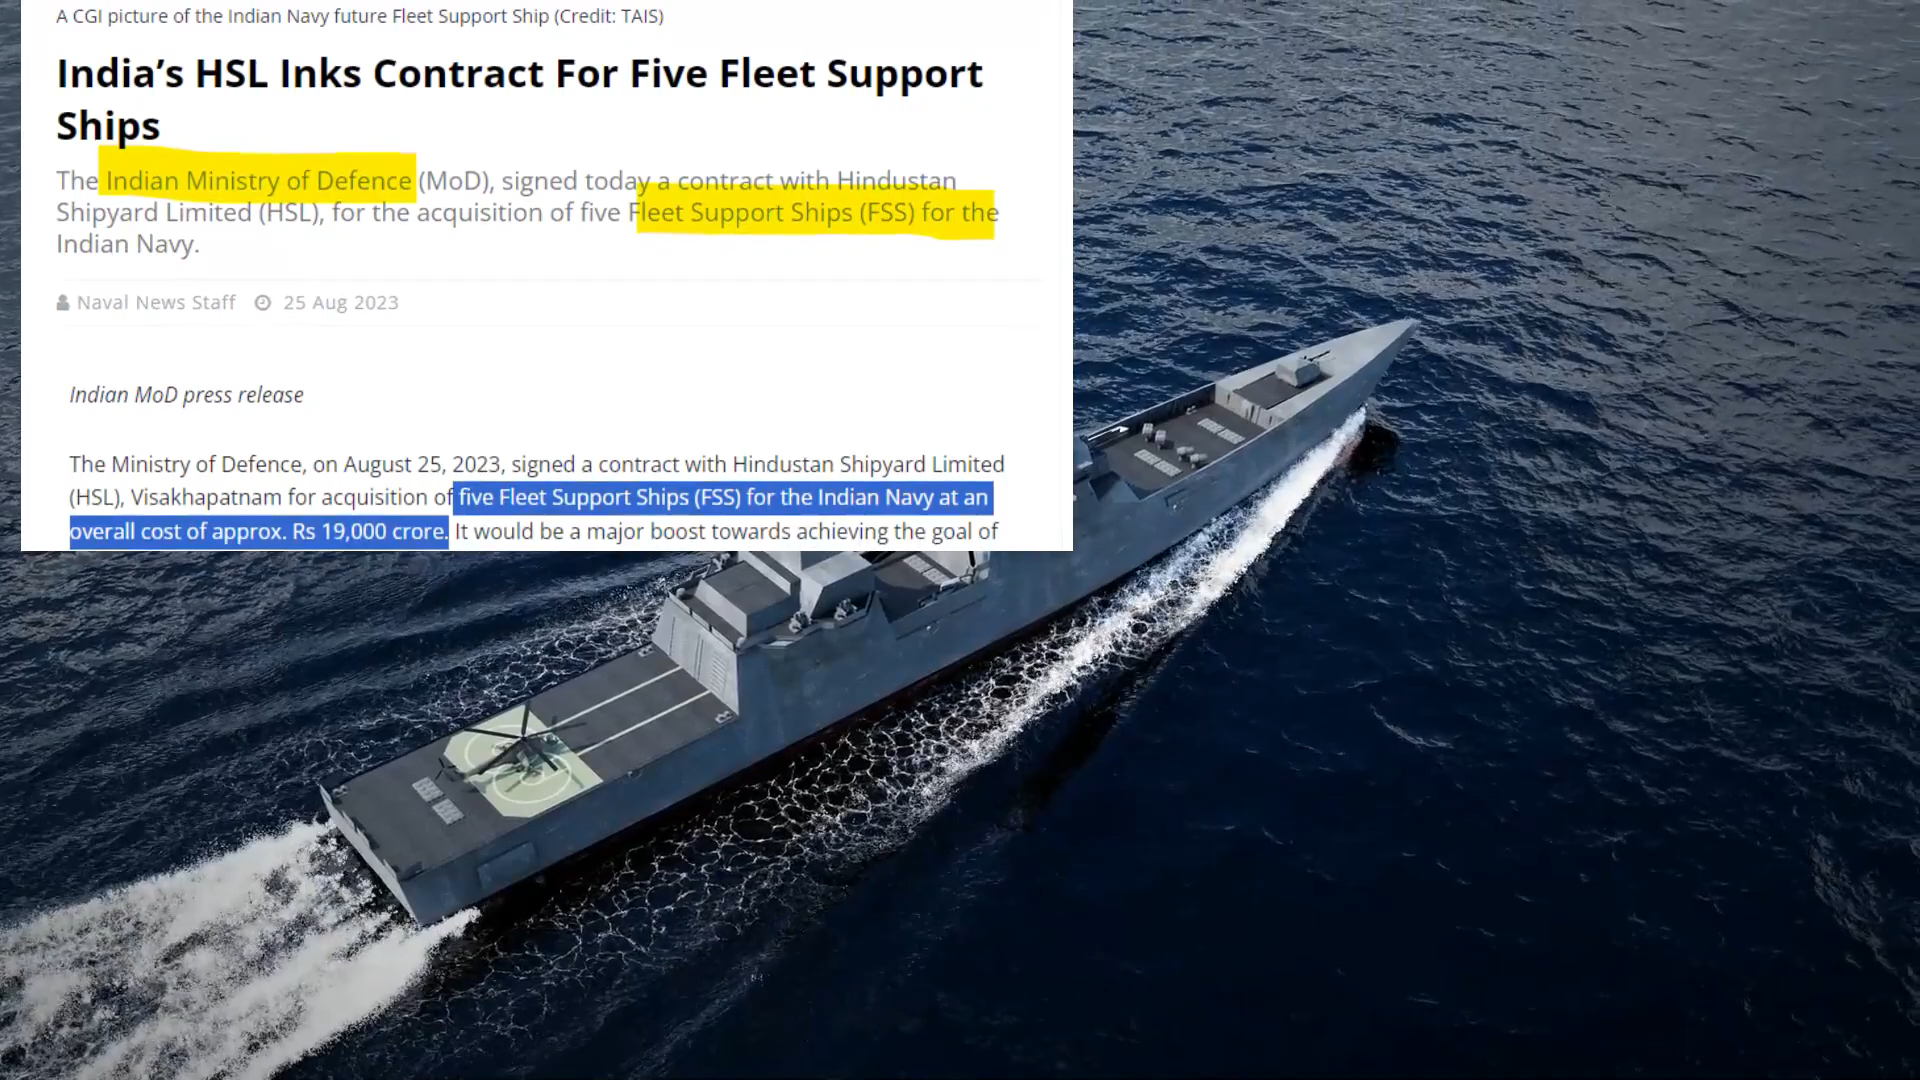 A CGI picture of the Indian Navy future Fleet Support Ship (Credit: TAIS)
India’s HSL Inks Contract For Five Fleet Support
Ships
The Indian Ministry of Defence (MoD), signed today a contract with Hindustan
Shipyard Limited (HSL), for the acquisition of five Fleet Support Ships (FSS) for the
Indian Navy.
Naval News Staff 25 Aug 2023
Indian MoD press release
The Ministry of Defence, on August 25, 2023, signed a contract with Hindustan Shipyard Limited
(HSL), Visakhapatnam for acquisition of five Fleet Support Ships (FSS) for the Indian Navy at an
overall cost of approx. Rs 19,000 crore. It would be a major boost towards achieving the goal of